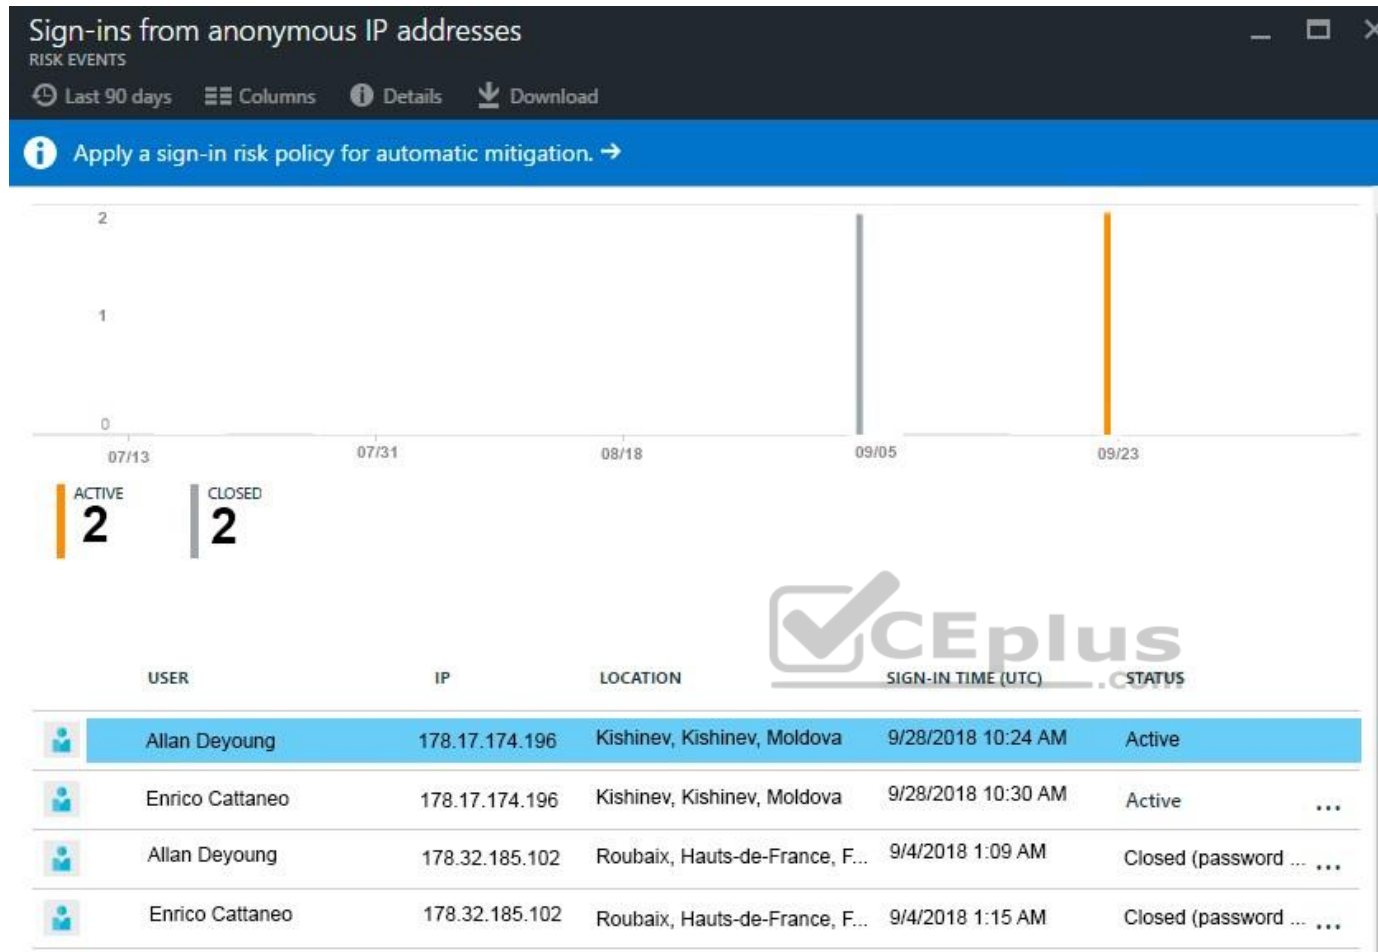 Sign-ins from anonymous IP addresses
RISK EVENTS
Last 90 days Columns Details Download
Apply a sign-in risk policy for automatic mitigation. →
2
1
0
07/13 07/31 08/18 09/05 09/23
ACTIVE CLOSED
2 2
VCEplus
.com
USER IP LOCATION SIGN-IN TIME (UTC) STATUS
Allan Deyoung 178.17.174.196 Kishinev, Kishinev, Moldova 9/28/2018 10:24 AM Active
Enrico Cattaneo 178.17.174.196 Kishinev, Kishinev, Moldova 9/28/2018 10:30 AM Active ...
Allan Deyoung 178.32.185.102 Roubaix, Hauts-de-France, F... 9/4/2018 1:09 AM Closed (password ... ...
Enrico Cattaneo 178.32.185.102 Roubaix, Hauts-de-France, F... 9/4/2018 1:15 AM Closed (password ... ...